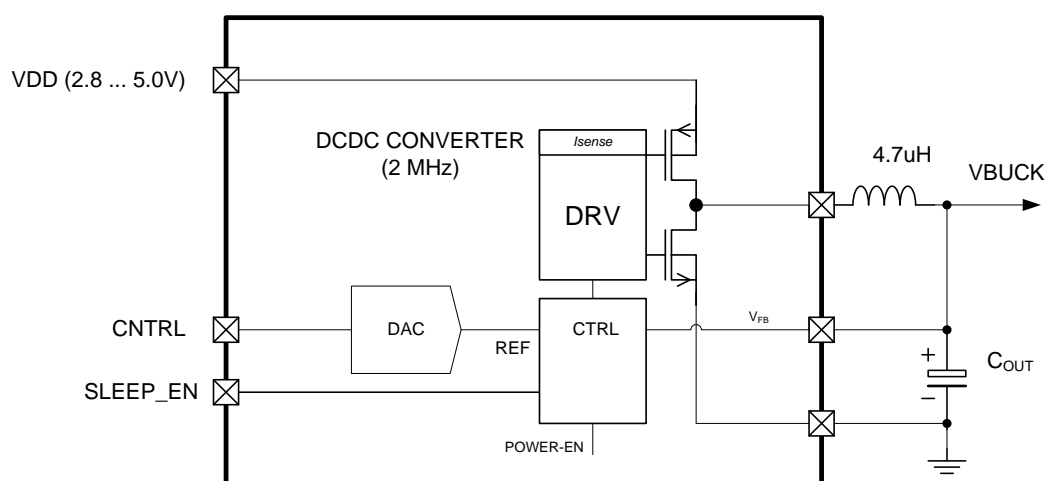 VDD (2.8 ... 5.0V)
DCDC CONVERTER
(2 MHz)
Isense
DRV
4.7uH
VBUCK
CNTRL
DAC
REF
CTRL
VFB
SLEEP_EN
+
COUT
−
POWER-EN